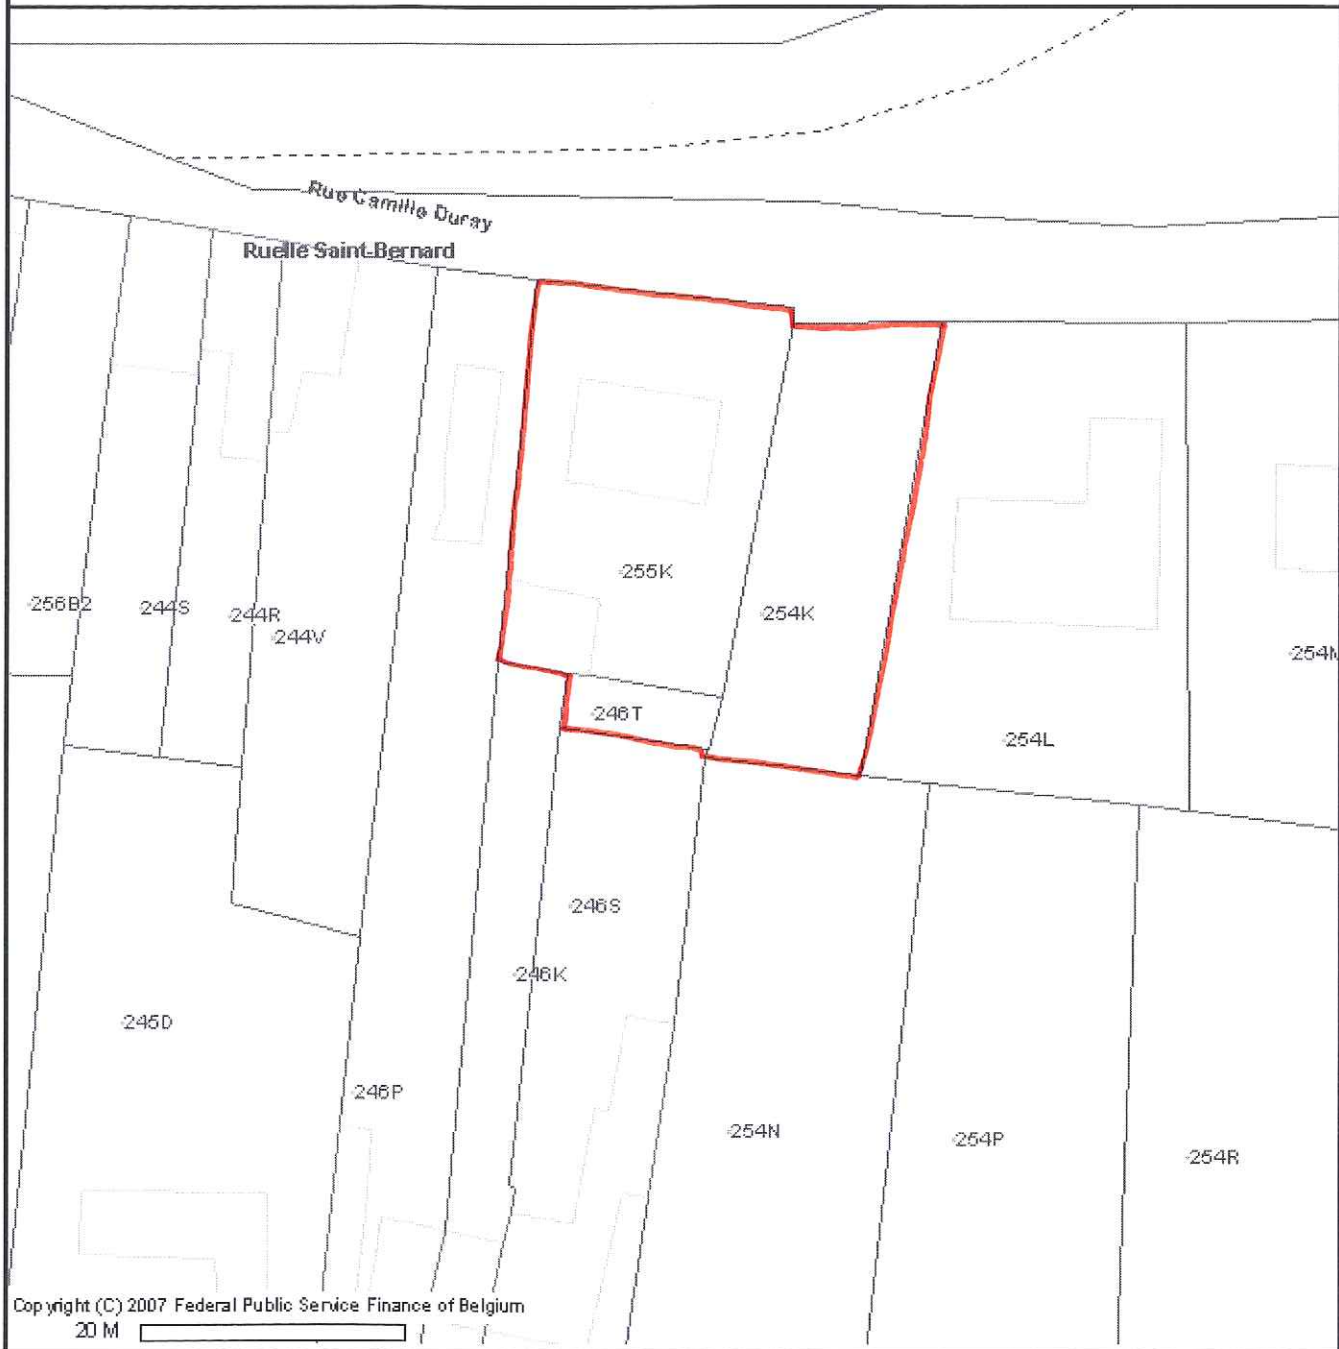 Rue Camille Duray
Ruelle Saint-Bernard
255K
256B2
244S
244R
254K
244V
246T
254L
246S
246K
245D
246P
254N
254P
254R
Copyright (C) 2007 Federal Public Service Finance of Belgium
20 M